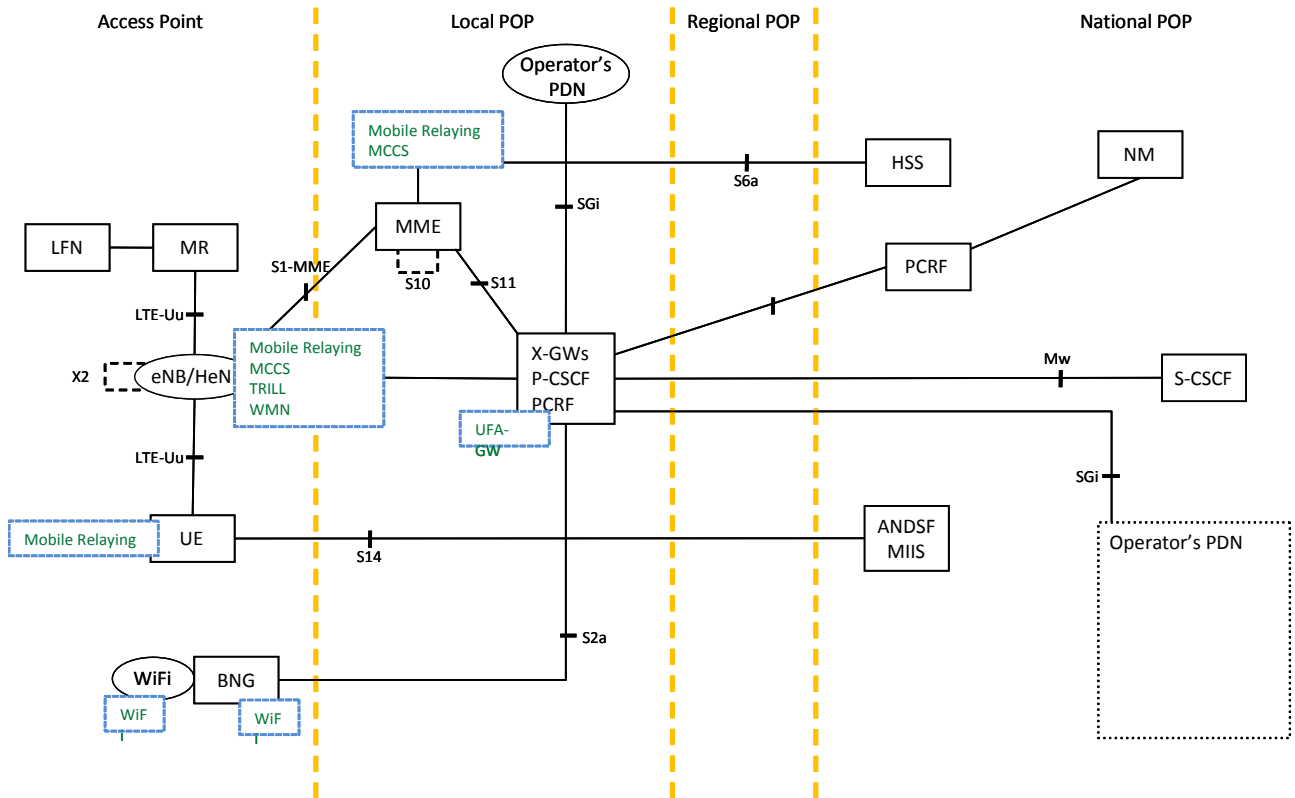 Access Point
Local POP
Regional POP
National POP
Operator's
PDN
Mobile Relaying
MCCS
S6a
HSS
NM
SGi
MME
LFN
MR
S1-MME
S10
S11
PCRF
LTE-Uu
Mobile Relaying
MCCS
TRILL
WMN
X-GWs
P-CSCF
PCRF
X2
eNB/HeN
Mw
S-CSCF
UFA-
GW
LTE-Uu
SGi
Mobile Relaying
UE
S14
ANDSF
MIIS
Operator's PDN
S2a
WiFi
BNG
WiF
i
WiF
i